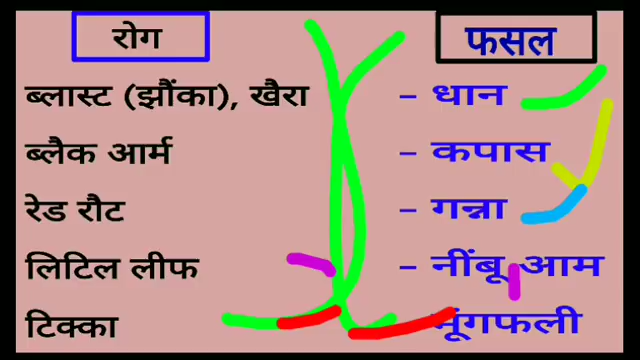 रोग फसल
ब्लास्ट (झौंका), खैरा – धान
ब्लैक आर्म – कपास
रेड रौट – गन्ना
लिटिल लीफ – नींबू, आम
टिक्का मूंगफली